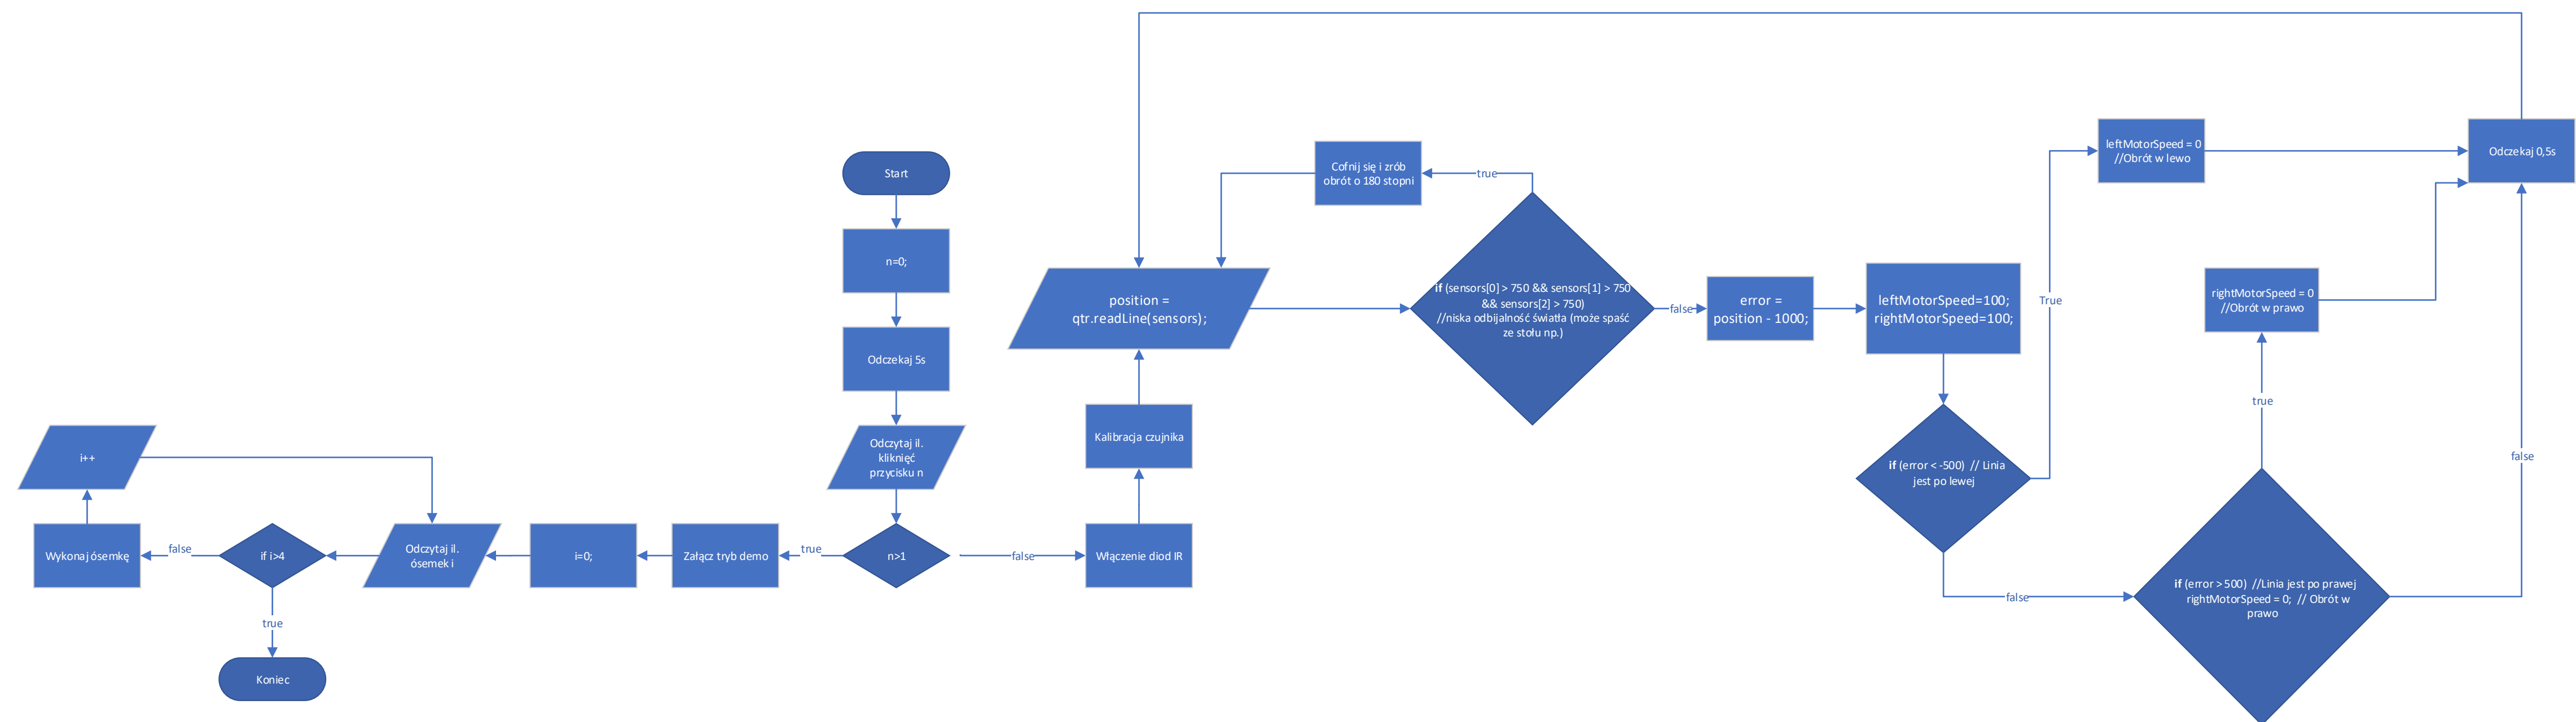 Start
n=0;
Odczekaj 5s
Odczytaj il.
kliknięć
przycisku n
n>1
true
Załącz tryb demo
i=0;
Odczytaj il.
ósemek i
if i>4
false
Wykonaj ósemkę
i++
true
Koniec
false
Włączenie diod IR
Kalibracja czujnika
position =
qtr.readLine(sensors);
if (sensors[0] > 750 && sensors[1] > 750
&& sensors[2] > 750)
//niska odbijalność światła (może spaść
ze stołu np.)
true
Cofnij się i zrób
obrót o 180 stopni
false
error =
position - 1000;
leftMotorSpeed=100;
rightMotorSpeed=100;
if (error < -500) // Linia
jest po lewej
True
leftMotorSpeed = 0
//Obrót w lewo
false
if (error > 500) //Linia jest po prawej
rightMotorSpeed = 0; // Obrót w
prawo
true
rightMotorSpeed = 0
//Obrót w prawo
false
Odczekaj 0,5s